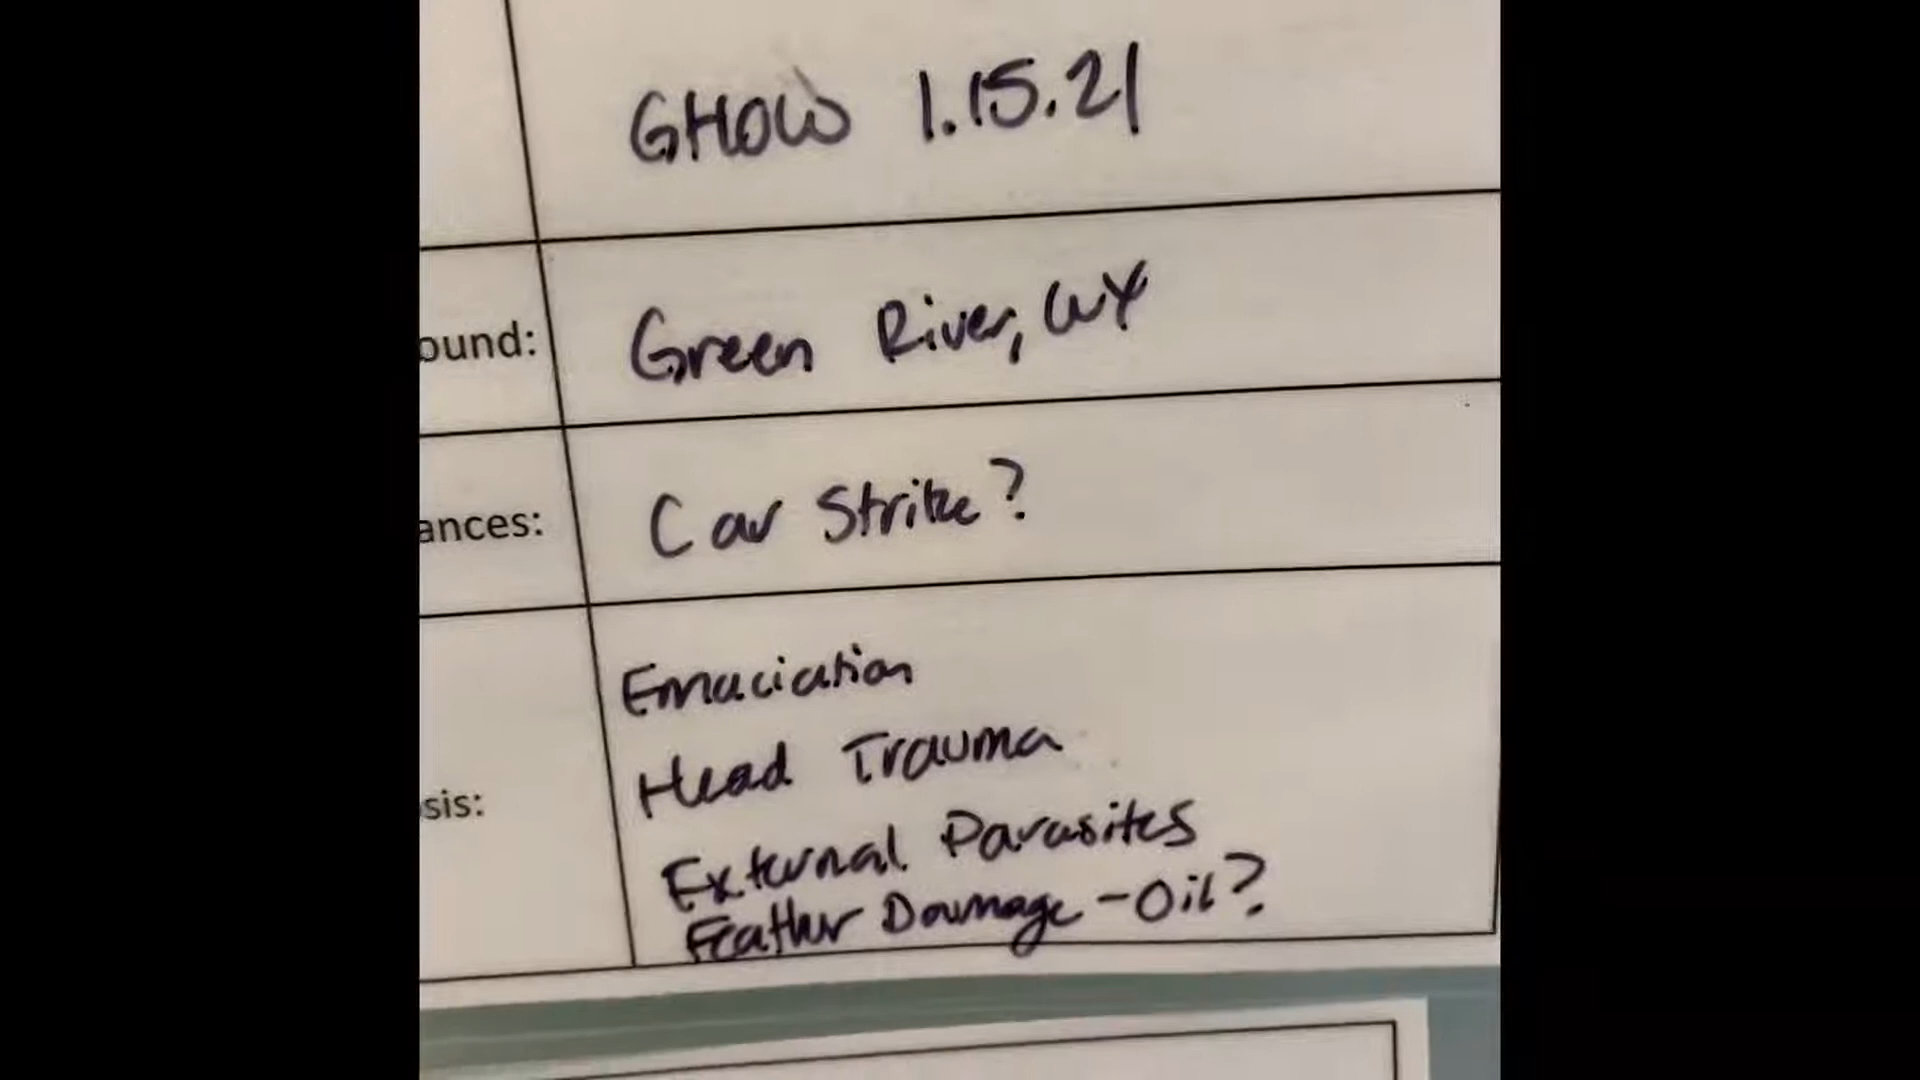 GHOW 1.15.21
ound: Green River, WY
ances: Car Strike?
Emaciation
Head Trauma
sis:
External Parasites
Feather Damage - Oil?